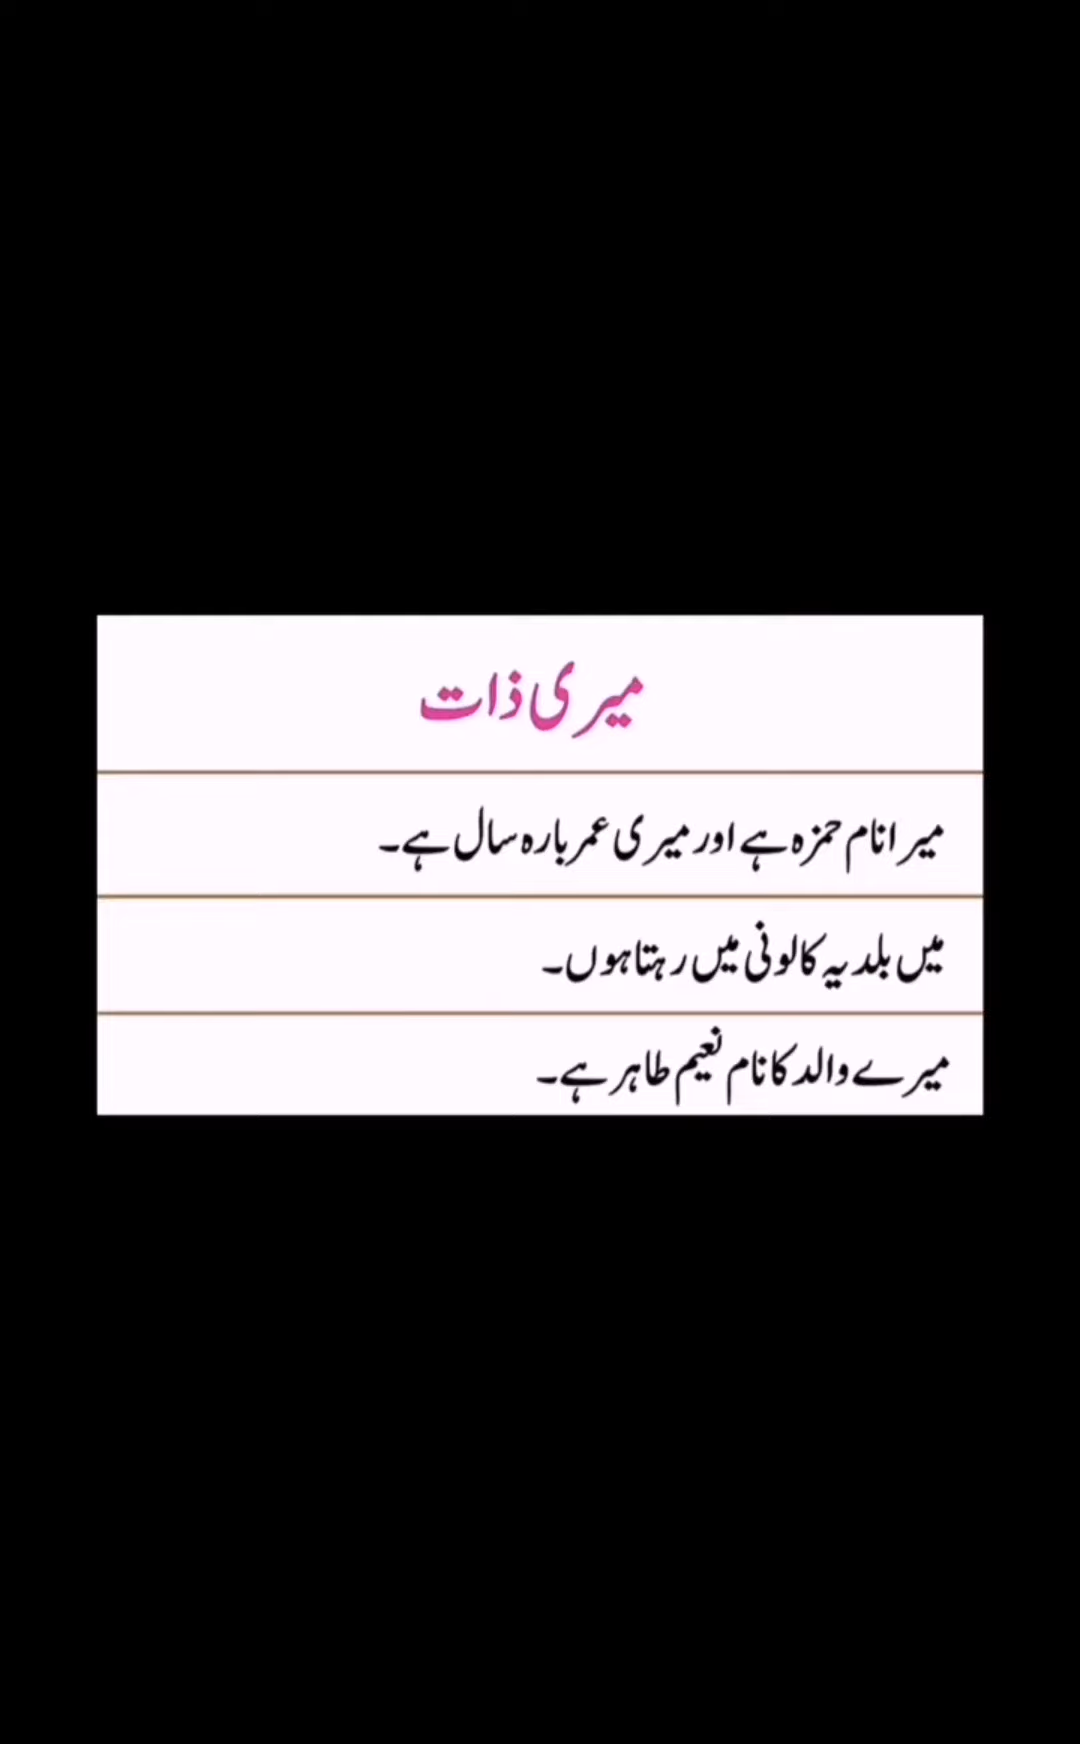 میری ذات
میرا نام حمزہ ہے اور میری عمر بارہ سال ہے۔
میں بلدیہ کالونی میں رہتا ہوں۔
میرے والد کا نام نعیم طاہر ہے۔